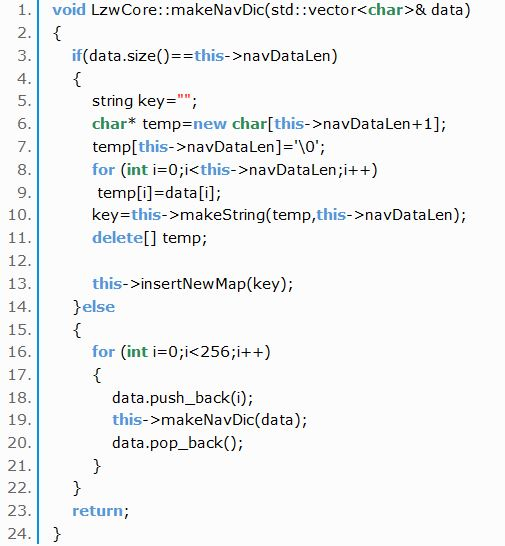 1. void LzwCore::makeNavDic(std::vector<char>& data)
2. {
3.     if(data.size()==this->navDataLen)
4.     {
5.         string key="";
6.         char* temp=new char[this->navDataLen+1];
7.         temp[this->navDataLen]='\0';
8.         for (int i=0;i<this->navDataLen;i++)
9.          temp[i]=data[i];
10.         key=this->makeString(temp,this->navDataLen);
11.         delete[] temp;
12.
13.         this->insertNewMap(key);
14.     }else
15.     {
16.         for (int i=0;i<256;i++)
17.         {
18.             data.push_back(i);
19.             this->makeNavDic(data);
20.             data.pop_back();
21.         }
22.     }
23.     return;
24. }